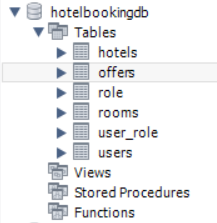 hotelbookingdb
Tables
hotels
offers
role
rooms
user_role
users
Views
Stored Procedures
Functions